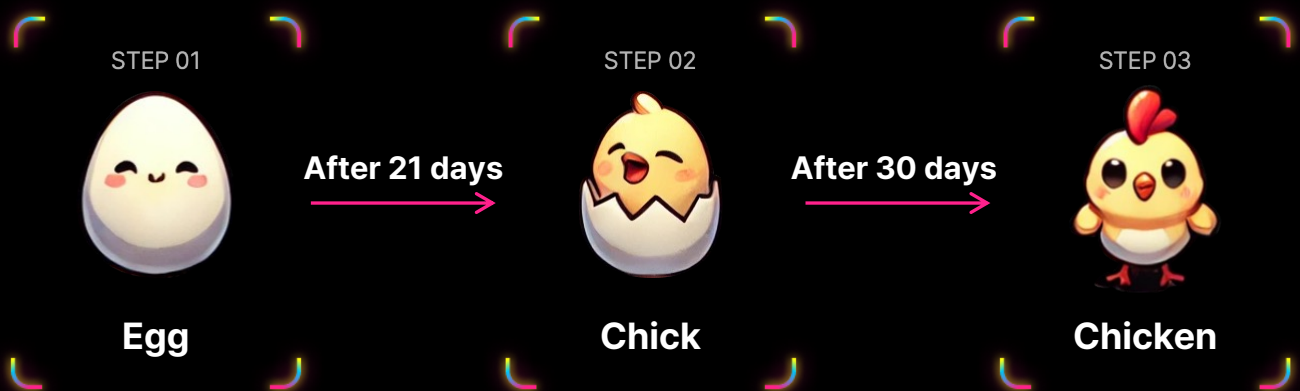 STEP 01
STEP 02
STEP 03
After 21 days
After 30 days
Egg
Chick
Chicken